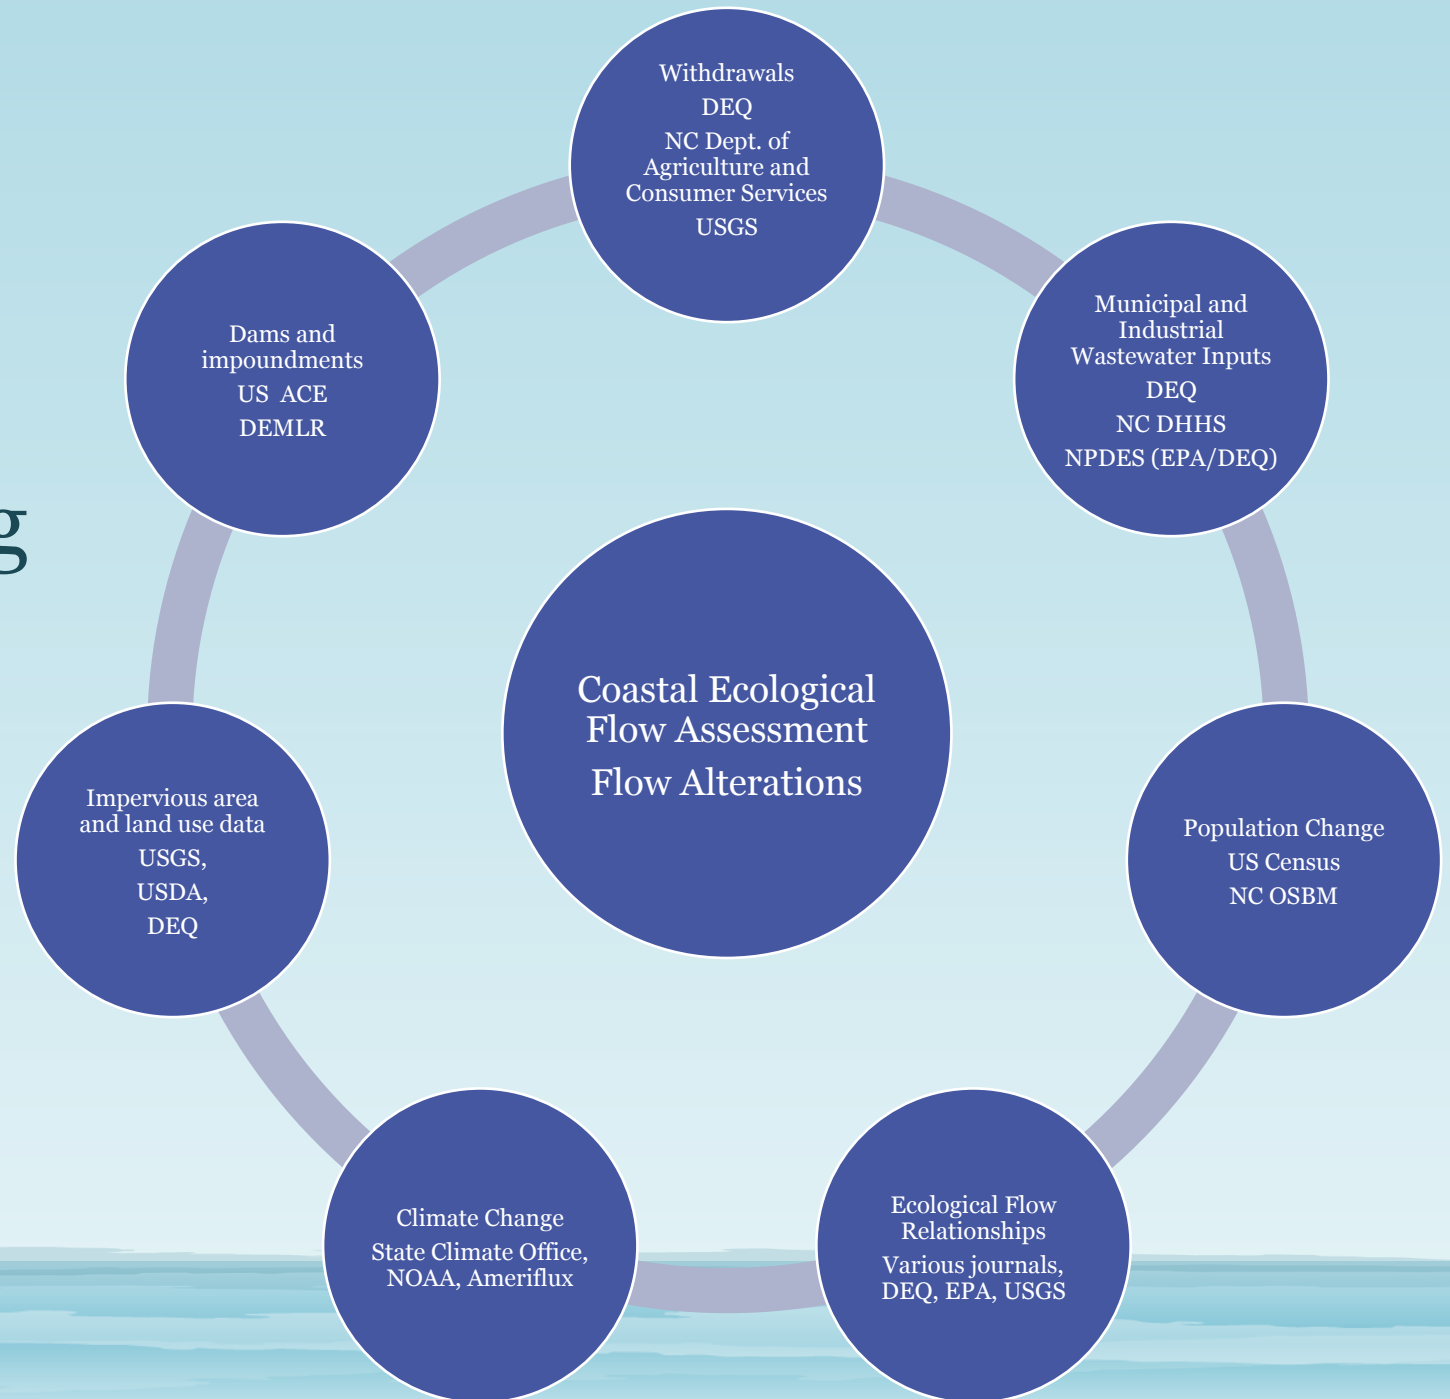 Withdrawals
DEQ
NC Dept. of
Agriculture and
Consumer Services
USGS
Municipal and
Industrial
Wastewater Inputs
DEQ
NC DHHS
NPDES (EPA/DEQ)
Population Change
US Census
NC OSBM
Ecological Flow
Relationships
Various journals,
DEQ, EPA, USGS
Climate Change
State Climate Office,
NOAA, Ameriflux
Impervious area
and land use data
USGS,
USDA,
DEQ
Dams and
impoundments
US  ACE
DEMLR
Coastal Ecological
Flow Assessment
Flow Alterations